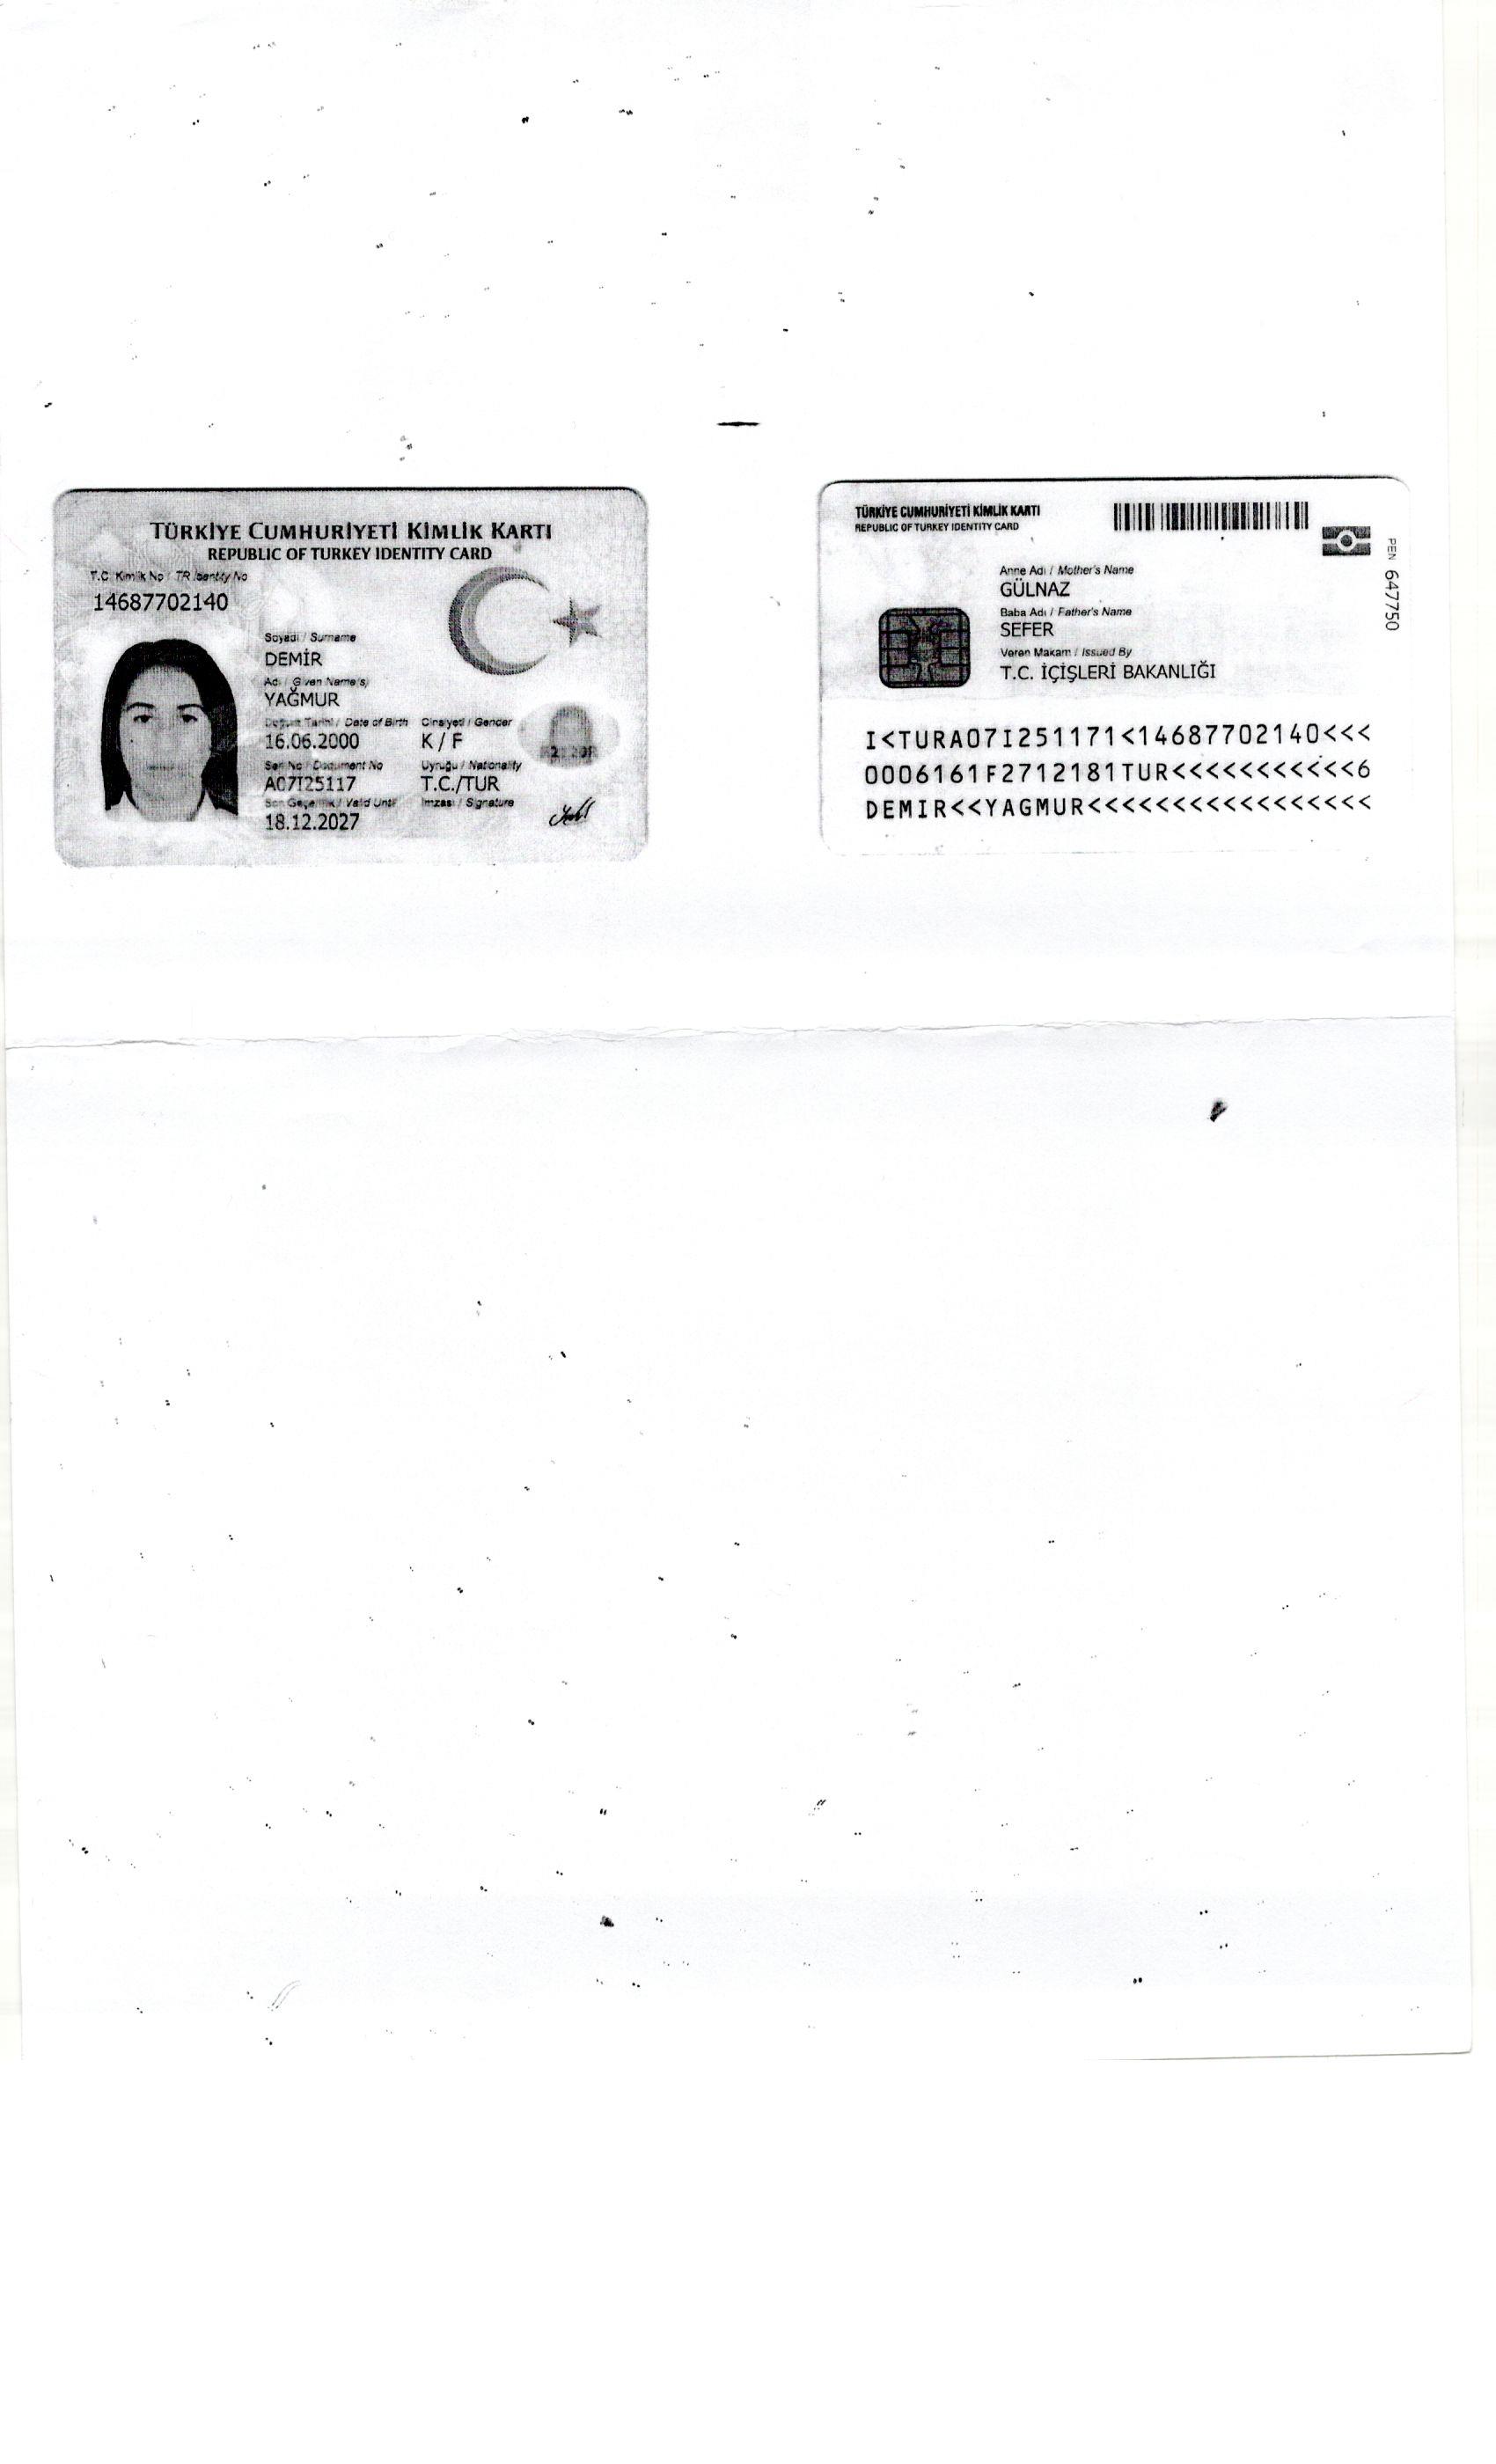 TÜRKİYE CUMHURİYETİ KİMLİK KARTI
REPUBLIC OF TURKEY IDENTITY CARD
T.C. Kimlik No / TR Identity No
14687702140
Soyadı / Surname
DEMİR
Adı / Given Name(s)
YAĞMUR
Doğum Tarihi / Date of Birth Cinsiyeti / Gender
16.06.2000 K / F
Seri No / Document No Uyruğu / Nationality
A07I25117 T.C./TUR
Son Geçerlilik / Valid Until İmzası / Signature
18.12.2027
TÜRKİYE CUMHURİYETİ KİMLİK KARTI
REPUBLIC OF TURKEY IDENTITY CARD
PEN 647750
Anne Adı / Mother's Name
GÜLNAZ
Baba Adı / Father's Name
SEFER
Veren Makam / Issued By
T.C. İÇİŞLERİ BAKANLIĞI
I<TURA07I251171<14687702140<<<
0006161F2712181TUR<<<<<<<<<<<6
DEMIR<<YAGMUR<<<<<<<<<<<<<<<<<